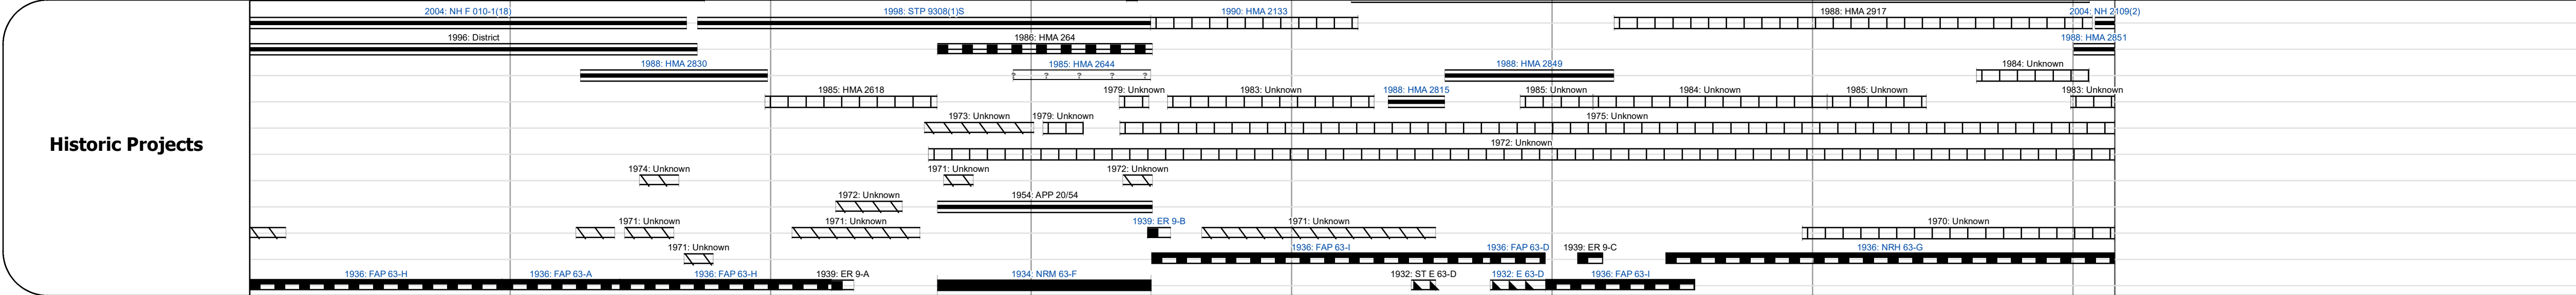 2004: NH F 010-1(18)
1998: STP 9308(1)S
1990: HMA 2133
1988: HMA 2917
2004: NH 2109(2)
1996: District
1986: HMA 264
1988: HMA 2851
1988: HMA 2830
1985: HMA 2644
1988: HMA 2849
1984: Unknown
1985: HMA 2618
1979: Unknown
1983: Unknown
1988: HMA 2815
1985: Unknown
1984: Unknown
1985: Unknown
1983: Unknown
1973: Unknown
1979: Unknown
1975: Unknown
Historic Projects
1972: Unknown
1974: Unknown
1971: Unknown
1972: Unknown
1972: Unknown
1954: APP 20/54
1971: Unknown
1971: Unknown
1939: ER 9-B
1971: Unknown
1970: Unknown
1971: Unknown
1936: FAP 63-I
1936: FAP 63-D
1939: ER 9-C
1936: NRH 63-G
1936: FAP 63-H
1936: FAP 63-A
1936: FAP 63-H
1939: ER 9-A
1934: NRM 63-F
1932: ST E 63-D
1932: E 63-D
1936: FAP 63-I